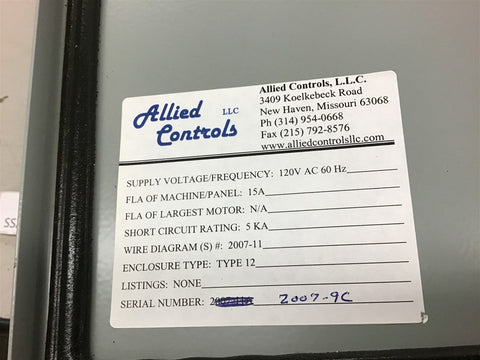 Allied LLC
Controls
Allied Controls, L.L.C.
3409 Koelkebeck Road
New Haven, Missouri 63068
Ph (314) 954-0668
Fax (215) 792-8576
www.alliedcontrolsllc.com
SUPPLY VOLTAGE/FREQUENCY: 120V AC 60 Hz
FLA OF MACHINE/PANEL: 15A
FLA OF LARGEST MOTOR: N/A
SHORT CIRCUIT RATING: 5 KA
WIRE DIAGRAM (S) #: 2007-11
ENCLOSURE TYPE: TYPE 12
LISTINGS: NONE
SERIAL NUMBER: 2007-9C